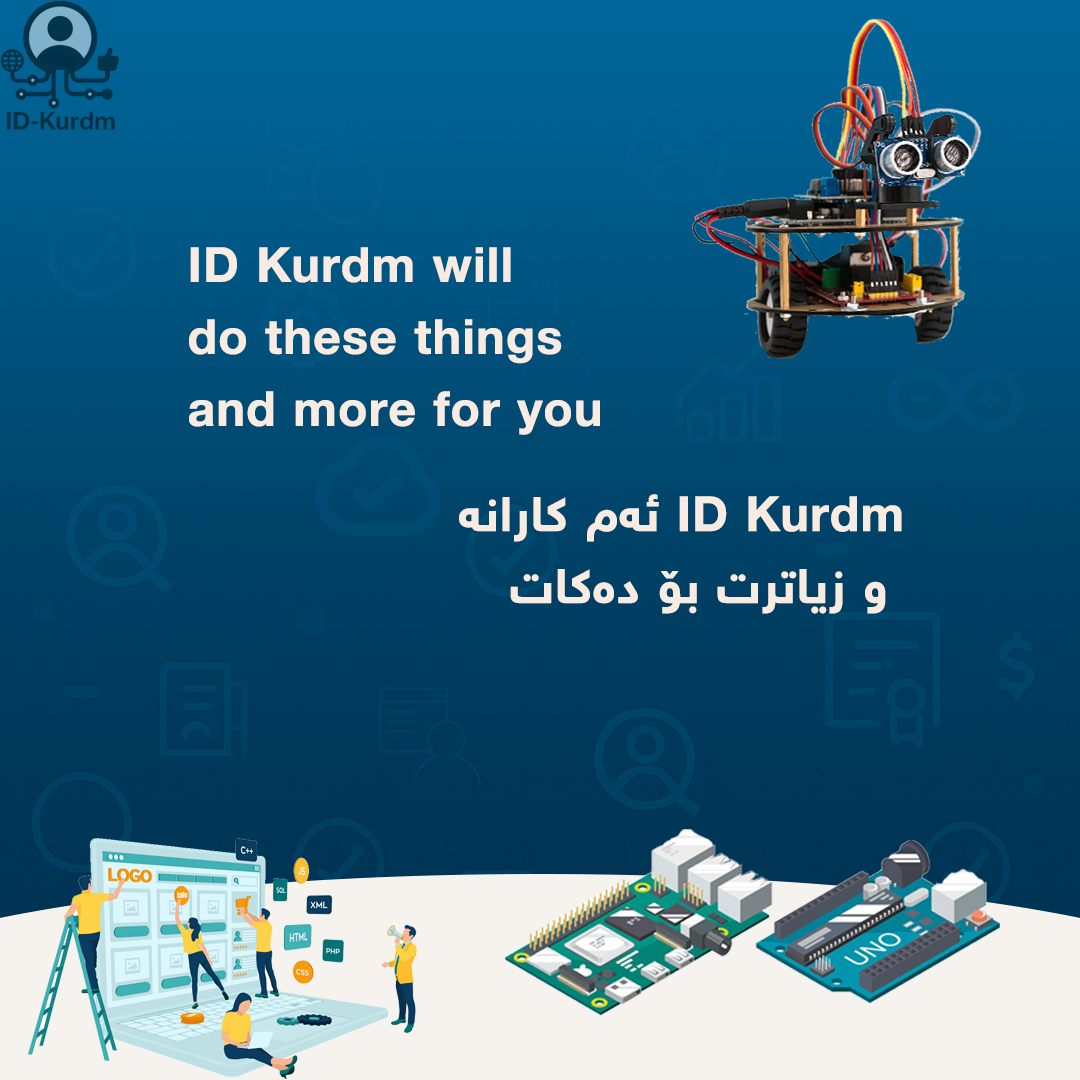 ID-Kurdm
ID Kurdm will
do these things
and more for you
ID Kurdm ئەم کارانە
و زیاترت بۆ دەکات
LOGO
C++
JS
SQL
sale
XML
HTML
PHP
CSS
UNO